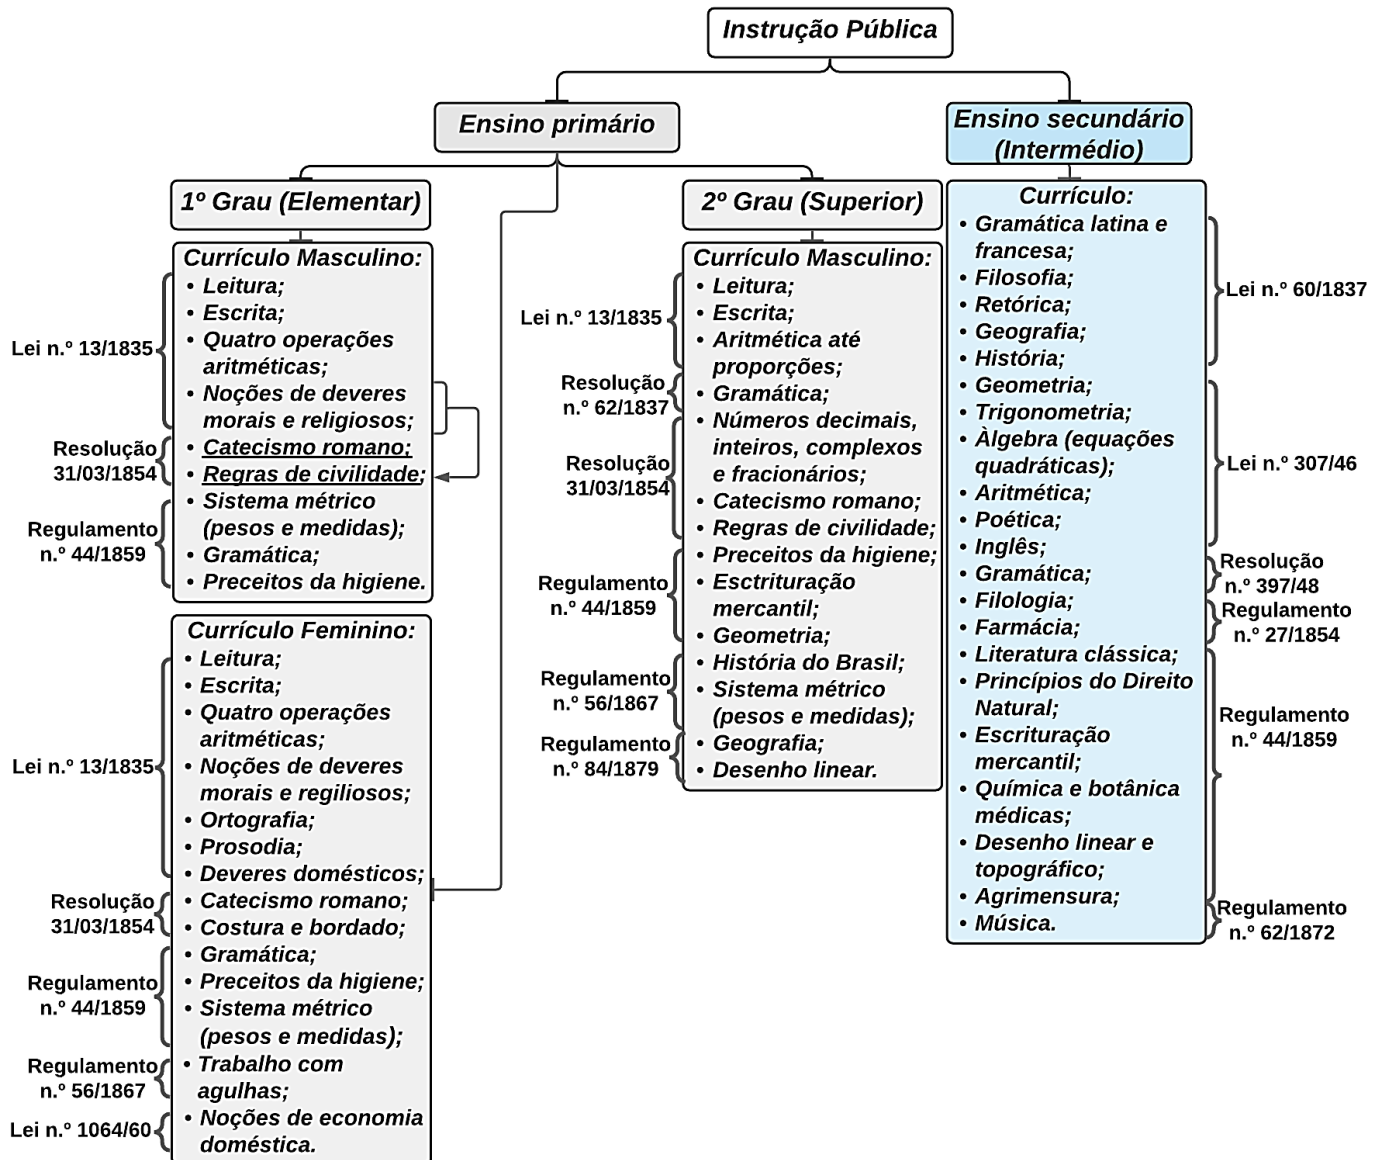 Instrução Pública
Ensino primário
Ensino secundário
(Intermédio)
1º Grau (Elementar)
Currículo Masculino:
• Leitura;
• Escrita;
• Quatro operações
aritméticas;
• Noções de deveres
morais e religiosos;
• Catecismo romano;
• Regras de civilidade;
• Sistema métrico
(pesos e medidas);
• Gramática;
• Preceitos da higiene.
Lei n.º 13/1835
Resolução
31/03/1854
Regulamento
n.º 44/1859
Currículo Feminino:
• Leitura;
• Escrita;
• Quatro operações
aritméticas;
• Noções de deveres
morais e regiliosos;
• Ortografia;
• Prosodia;
• Deveres domésticos;
• Catecismo romano;
• Costura e bordado;
• Gramática;
• Preceitos da higiene;
• Sistema métrico
(pesos e medidas);
• Trabalho com
agulhas;
• Noções de economia
doméstica.
Lei n.º 13/1835
Resolução
31/03/1854
Regulamento
n.º 44/1859
Regulamento
n.º 56/1867
Lei n.º 1064/60
2º Grau (Superior)
Currículo Masculino:
• Leitura;
• Escrita;
• Aritmética até
proporções;
• Gramática;
• Números decimais,
inteiros, complexos
e fracionários;
• Catecismo romano;
• Regras de civilidade;
• Preceitos da higiene;
• Esctrituração
mercantil;
• Geometria;
• História do Brasil;
• Sistema métrico
(pesos e medidas);
• Geografia;
• Desenho linear.
Lei n.º 13/1835
Resolução
n.º 62/1837
Resolução
31/03/1854
Regulamento
n.º 44/1859
Regulamento
n.º 56/1867
Regulamento
n.º 84/1879
Currículo:
• Gramática latina e
francesa;
• Filosofia;
• Retórica;
• Geografia;
• História;
• Geometria;
• Trigonometria;
• Àlgebra (equações
quadráticas);
• Aritmética;
• Poética;
• Inglês;
• Gramática;
• Filologia;
• Farmácia;
• Literatura clássica;
• Princípios do Direito
Natural;
• Escrituração
mercantil;
• Química e botânica
médicas;
• Desenho linear e
topográfico;
• Agrimensura;
• Música.
Lei n.º 60/1837
Lei n.º 307/46
Resolução
n.º 397/48
Regulamento
n.º 27/1854
Regulamento
n.º 44/1859
Regulamento
n.º 62/1872